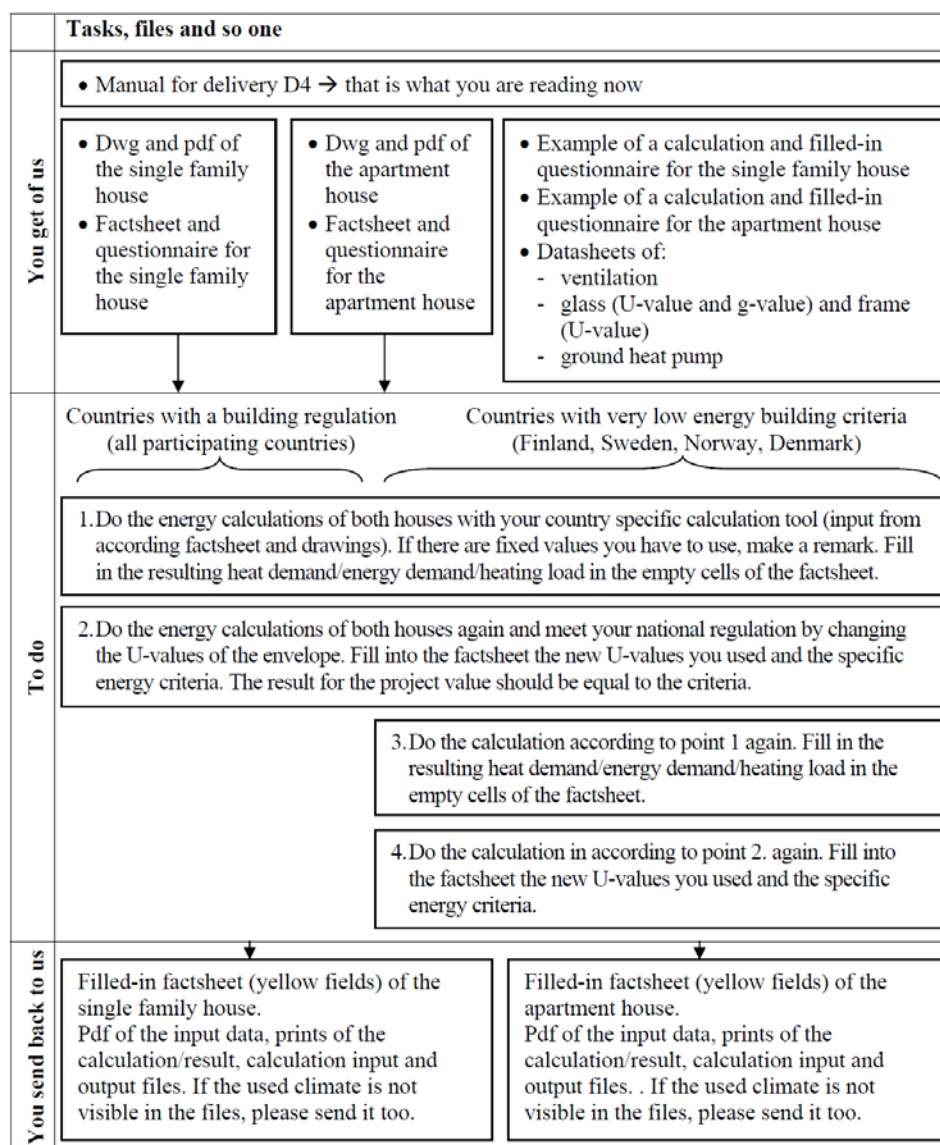 Tasks, files and so one
You get of us
• Manual for delivery D4 → that is what you are reading now
• Dwg and pdf of
the single family
house
• Factsheet and
questionnaire for
the single family
house
• Dwg and pdf of
the apartment
house
• Factsheet and
questionnaire
for the
apartment house
• Example of a calculation and filled-in
questionnaire for the single family house
• Example of a calculation and filled-in
questionnaire for the apartment house
• Datasheets of:
- ventilation
- glass (U-value and g-value) and frame
(U-value)
- ground heat pump
To do
Countries with a building regulation
(all participating countries)
Countries with very low energy building criteria
(Finland, Sweden, Norway, Denmark)
1. Do the energy calculations of both houses with your country specific calculation tool (input from
according factsheet and drawings). If there are fixed values you have to use, make a remark. Fill
in the resulting heat demand/energy demand/heating load in the empty cells of the factsheet.
2. Do the energy calculations of both houses again and meet your national regulation by changing
the U-values of the envelope. Fill into the factsheet the new U-values you used and the specific
energy criteria. The result for the project value should be equal to the criteria.
3. Do the calculation according to point 1 again. Fill in the
resulting heat demand/energy demand/heating load in the
empty cells of the factsheet.
4. Do the calculation in according to point 2. again. Fill into
the factsheet the new U-values you used and the specific
energy criteria.
You send back to us
Filled-in factsheet (yellow fields) of the
single family house.
Pdf of the input data, prints of the
calculation/result, calculation input and
output files. If the used climate is not
visible in the files, please send it too.
Filled-in factsheet (yellow fields) of the
apartment house.
Pdf of the input data, prints of the
calculation/result, calculation input and
output files. . If the used climate is not
visible in the files, please send it too.